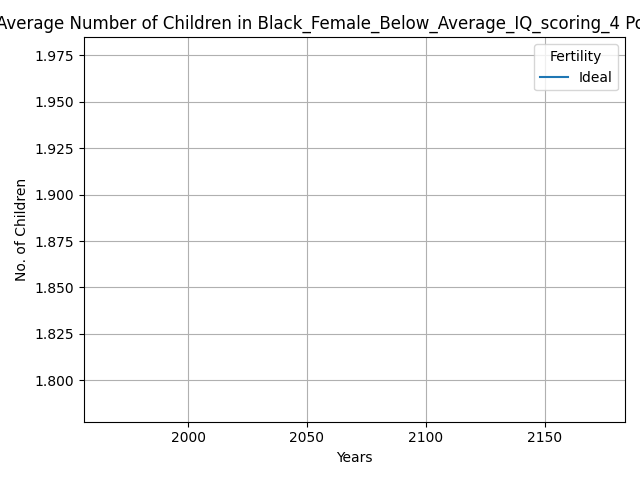 Average Number of Children in Black_Female_Below_Average_IQ_scoring_4
Fertility
Ideal
1.975
1.950
1.925
1.900
1.875
1.850
1.825
1.800
No. of Children
2000 2050 2100 2150
Years